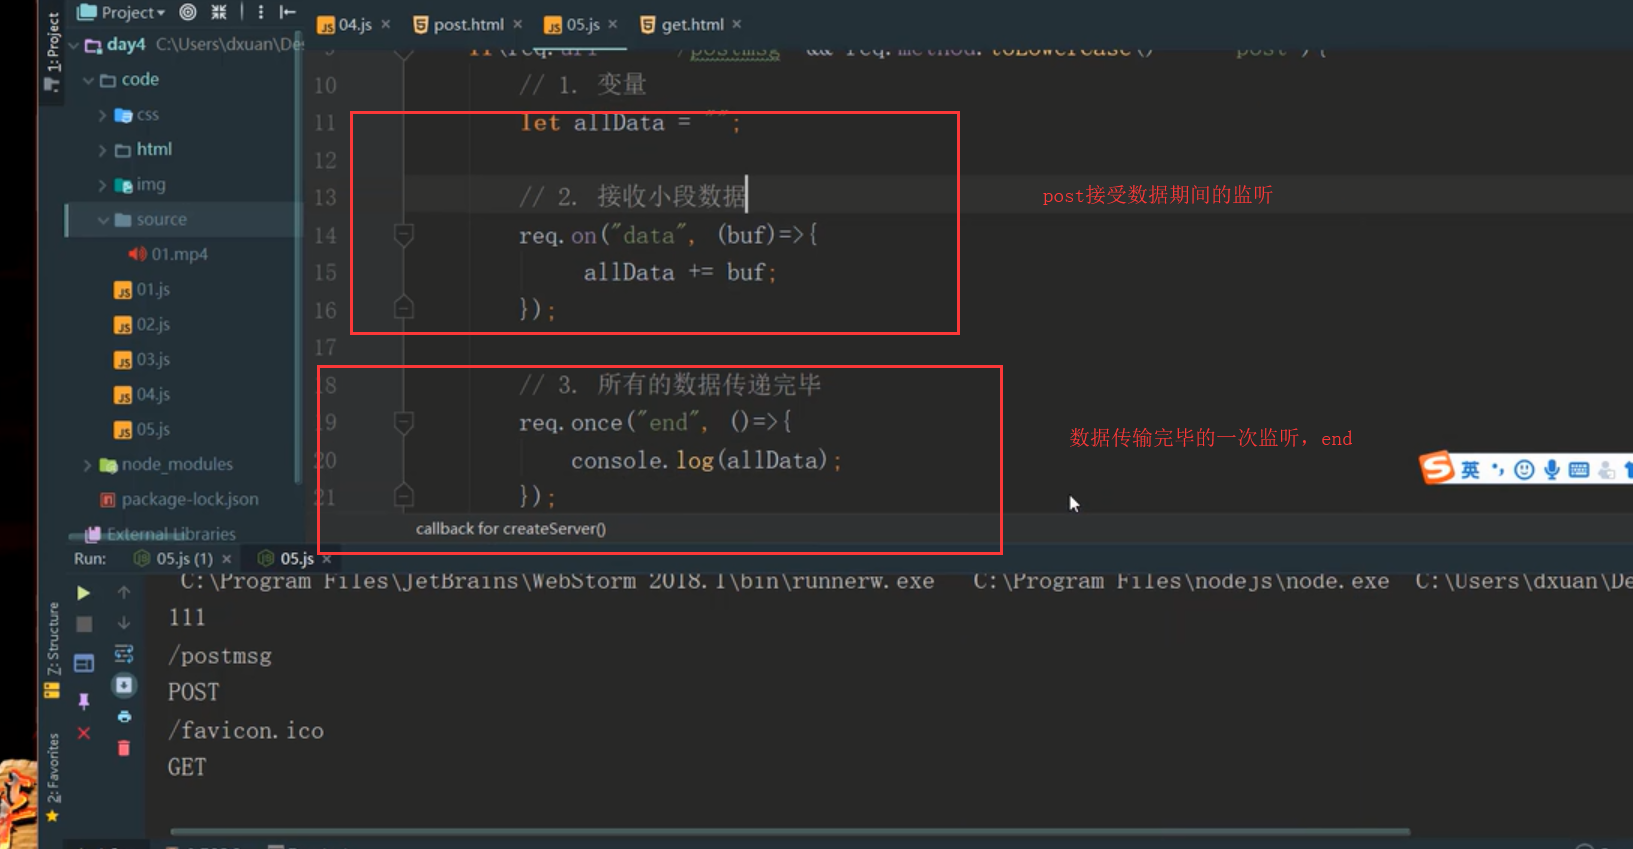 Project
04.js
post.html
05.js
get.html
1: Project
day4 C:\Users\dxuan\De
code
css
html
img
source
01.mp4
01.js
02.js
03.js
04.js
05.js
node_modules
package-lock.json
External Libraries
10 // 1. 变量
11 let allData = "";
12
13 // 2. 接收小段数据
14 req.on("data", (buf)=>{
15 allData += buf;
16 });
17
18 // 3. 所有的数据传递完毕
19 req.once("end", ()=>{
20 console.log(allData);
21 });
callback for createServer()
post接受数据期间的监听
数据传输完毕的一次监听，end
英
Run: 05.js (1) 05.js
C:\Program Files\JetBrains\WebStorm 2018.1\bin\runnerw.exe C:\Program Files\nodejs\node.exe C:\Users\dxuan\De
111
/postmsg
POST
/favicon.ico
GET
Z: Structure
2: Favorites